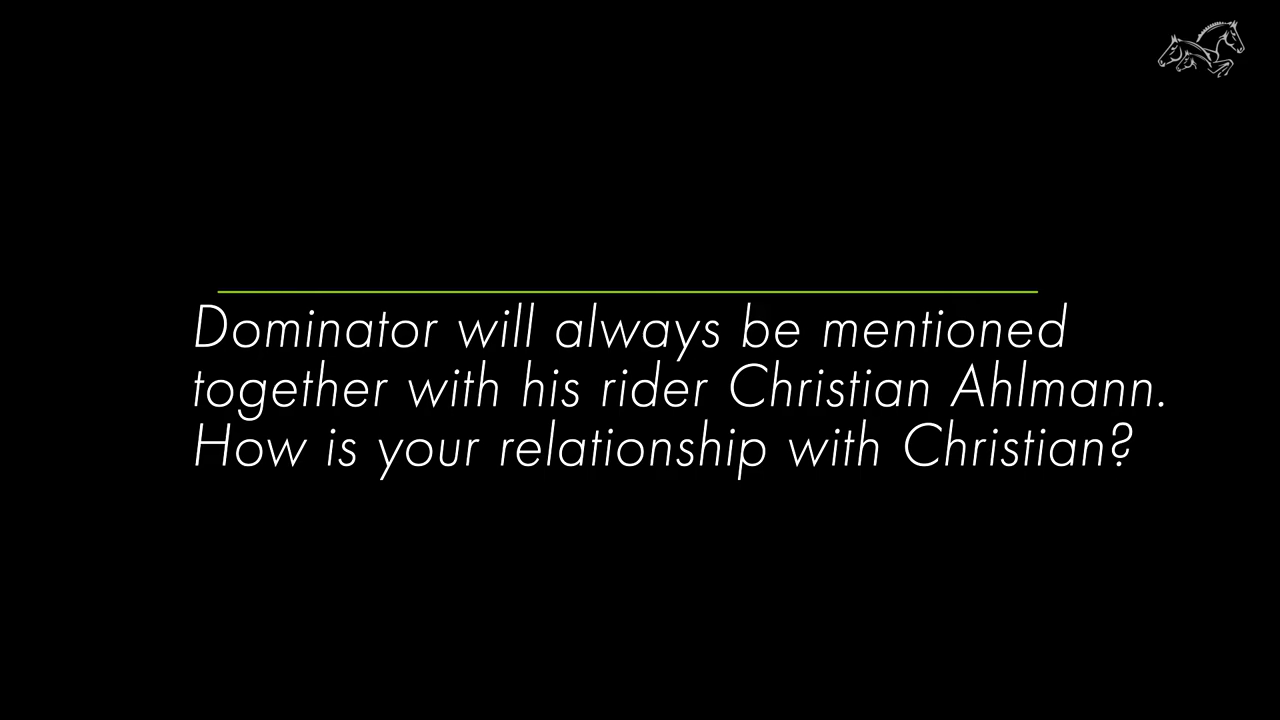 Dominator will always be mentioned
together with his rider Christian Ahlmann.
How is your relationship with Christian?